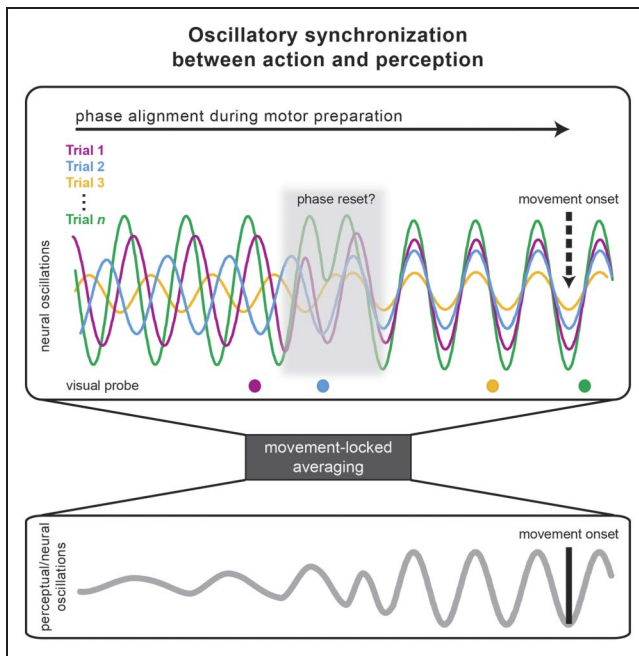 Oscillatory synchronization
between action and perception
phase alignment during motor preparation
Trial 1
Trial 2
Trial 3
⋮
Trial n
phase reset?
movement onset
neural oscillations
visual probe
movement-locked
averaging
movement onset
perceptual/neural
oscillations